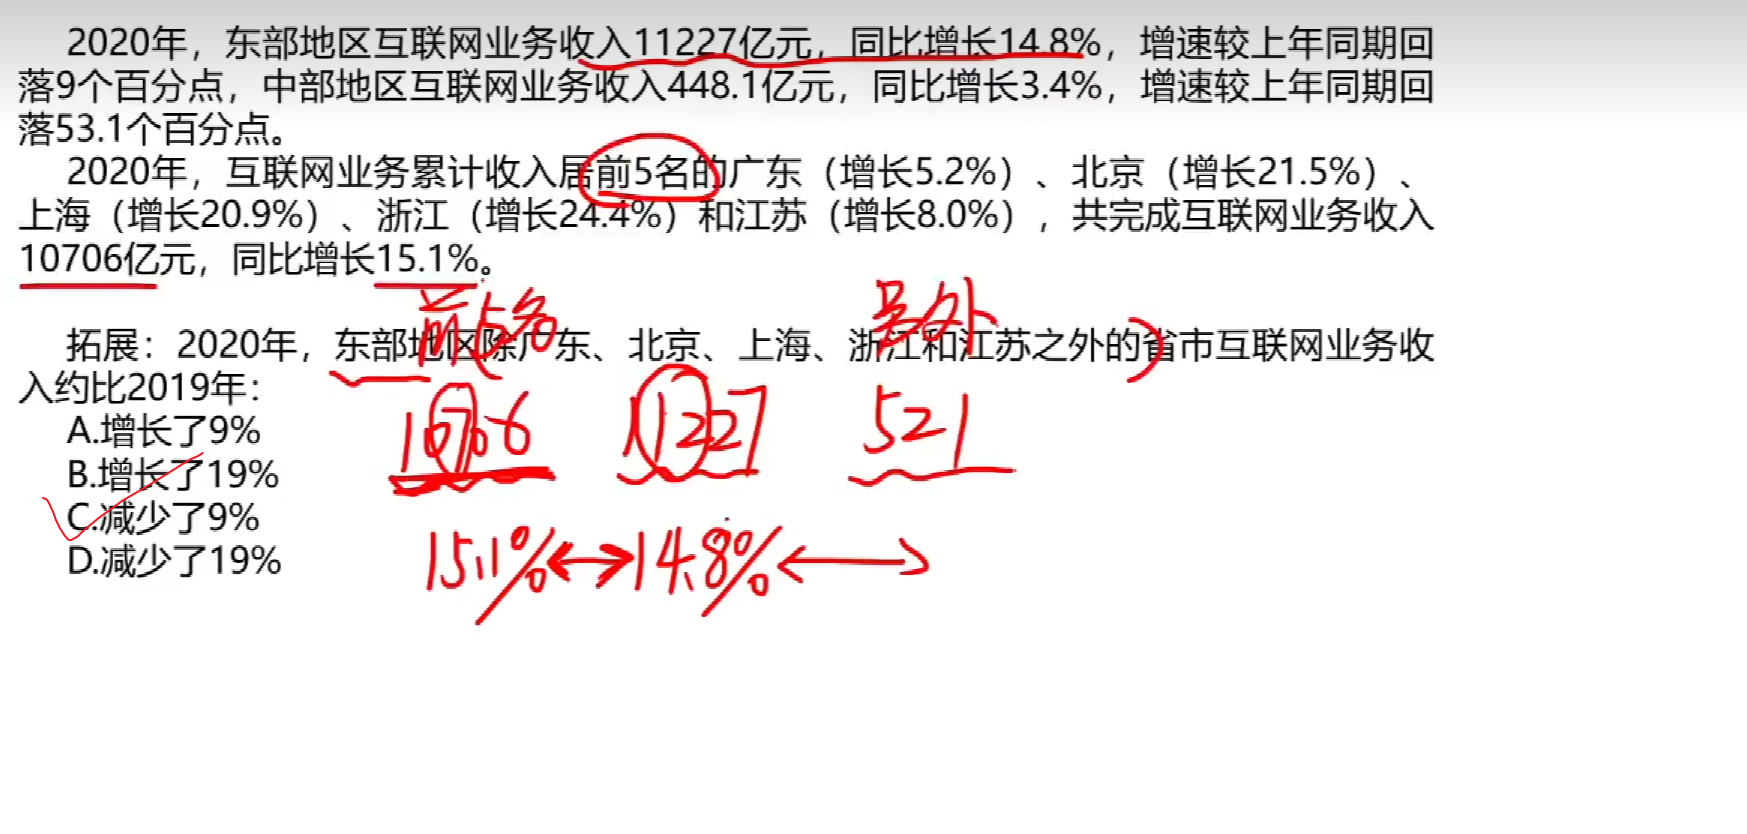 2020年，东部地区互联网业务收入11227亿元，同比增长14.8%，增速较上年同期回
落9个百分点，中部地区互联网业务收入448.1亿元，同比增长3.4%，增速较上年同期回
落53.1个百分点。
2020年，互联网业务累计收入居前5名的广东（增长5.2%）、北京（增长21.5%）、
上海（增长20.9%）、浙江（增长24.4%）和江苏（增长8.0%），共完成互联网业务收入
10706亿元，同比增长15.1%。
前5名 另外
拓展：2020年，东部地区除广东、北京、上海、浙江和江苏之外的省市互联网业务收
入约比2019年：
A.增长了9%
10706 11227 521
B.增长了19%
C.减少了9%
D.减少了19%
15.1% 14.8%